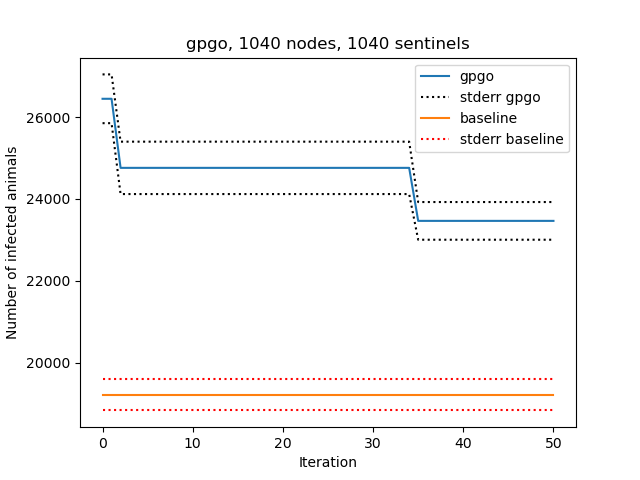 gpgo, 1040 nodes, 1040 sentinels
gpgo
stderr gpgo
baseline
stderr baseline
Number of infected animals
26000
24000
22000
20000
0 10 20 30 40 50
Iteration